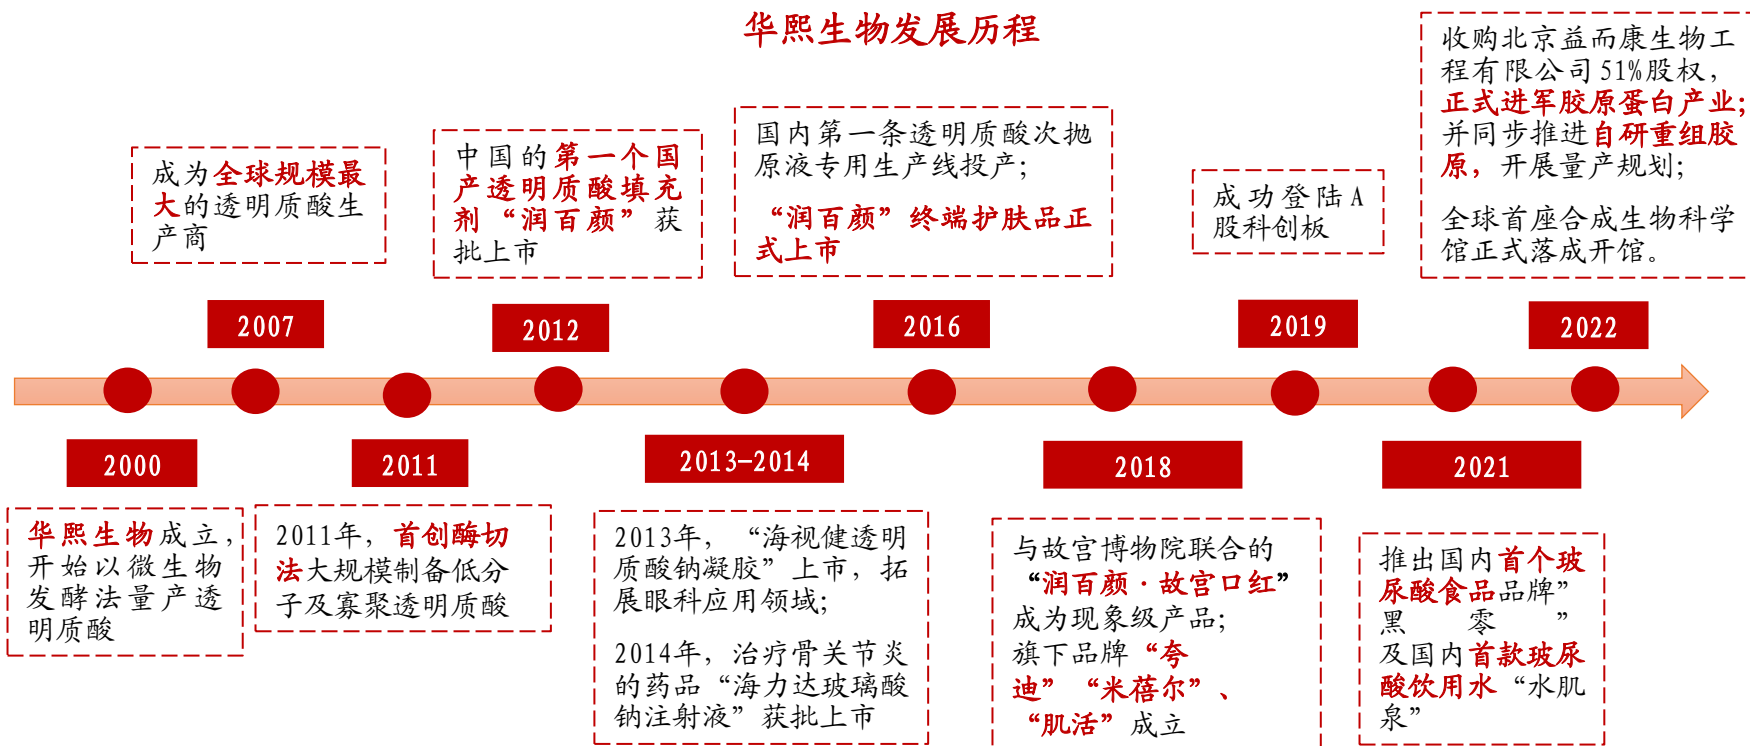 华熙生物发展历程
成为全球规模最
大的透明质酸生
产商
中国的第一个国
产透明质酸填充
剂“润百颜”获
批上市
国内第一条透明质酸次抛
原液专用生产线投产；
“润百颜”终端护肤品正
式上市
成功登陆A
股科创板
收购北京益而康生物工
程有限公司51%股权，
正式进军胶原蛋白产业；
并同步推进自研重组胶
原，开展量产规划；
全球首座合成生物科学
馆正式落成开馆。
2007
2012
2016
2019
2022
2000
2011
2013-2014
2018
2021
华熙生物成立，
开始以微生物
发酵法量产透
明质酸
2011年，首创酶切
法大规模制备低分
子及寡聚透明质酸
2013年，“海视健透明
质酸钠凝胶”上市，拓
展眼科应用领域；
2014年，治疗骨关节炎
的药品“海力达玻璃酸
钠注射液”获批上市
与故宫博物院联合的
“润百颜·故宫口红”
成为现象级产品；
旗下品牌“夸
迪”“米蓓尔”、
“肌活”成立
推出国内首个玻
尿酸食品品牌”
黑零”
及国内首款玻尿
酸饮用水“水肌
泉”